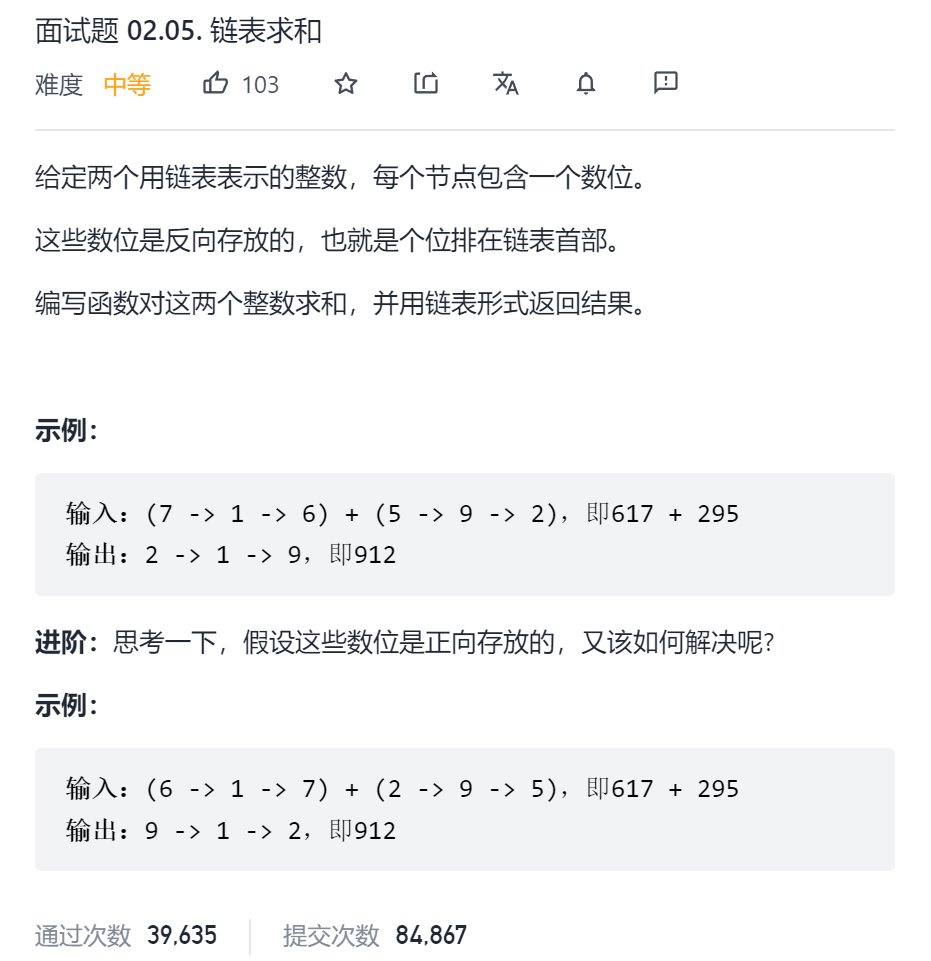 面试题 02.05. 链表求和
难度 中等 103
给定两个用链表表示的整数，每个节点包含一个数位。
这些数位是反向存放的，也就是个位排在链表首部。
编写函数对这两个整数求和，并用链表形式返回结果。
示例：
输入：(7 -> 1 -> 6) + (5 -> 9 -> 2)，即617 + 295
输出：2 -> 1 -> 9，即912
进阶：思考一下，假设这些数位是正向存放的，又该如何解决呢?
示例：
输入：(6 -> 1 -> 7) + (2 -> 9 -> 5)，即617 + 295
输出：9 -> 1 -> 2，即912
通过次数 39,635 提交次数 84,867